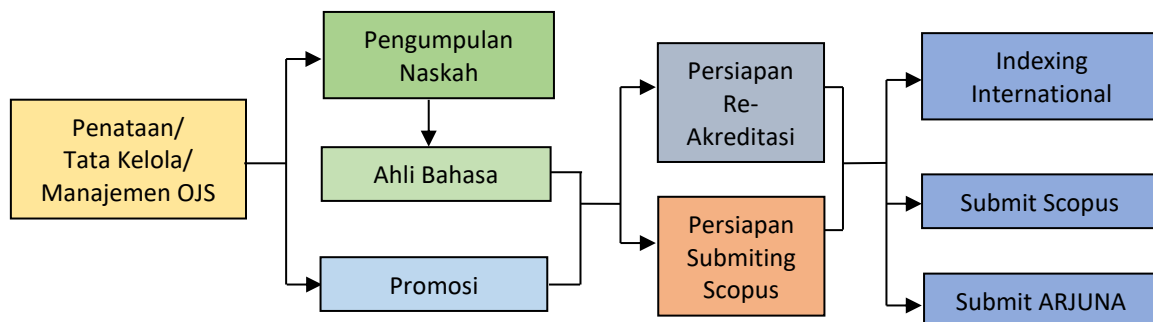 Penataan/
Tata Kelola/
Manajemen OJS
Pengumpulan
Naskah
Ahli Bahasa
Promosi
Persiapan
Re-
Akreditasi
Persiapan
Submiting
Scopus
Indexing
International
Submit Scopus
Submit ARJUNA